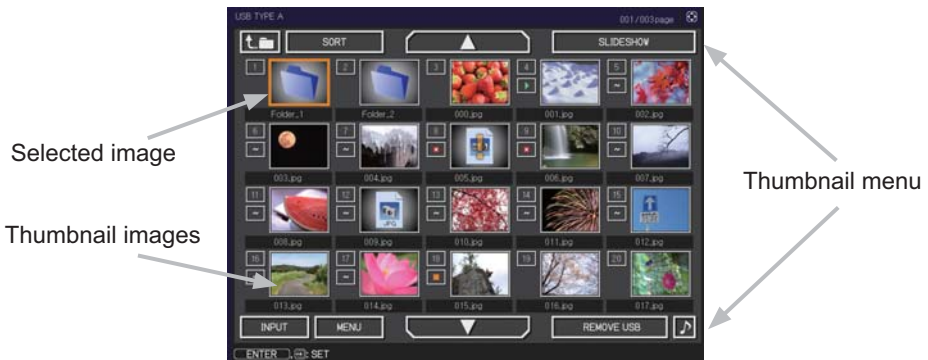 USB TYPE A
001/003page
SORT
SLIDESHOW
1 2 3 4 5
Folder_1 Folder_2 000.jpg 001.jpg 002.jpg
6 7 8 9 10
003.jpg 004.jpg 005.jpg 006.jpg 007.jpg
11 12 13 14 15
JPG
008.jpg 009.jpg 010.jpg 011.jpg 012.jpg
16 17 18 19 20
013.jpg 014.jpg 015.jpg 016.jpg 017.jpg
INPUT MENU REMOVE USB
ENTER , : SET
Selected image
Thumbnail images
Thumbnail menu